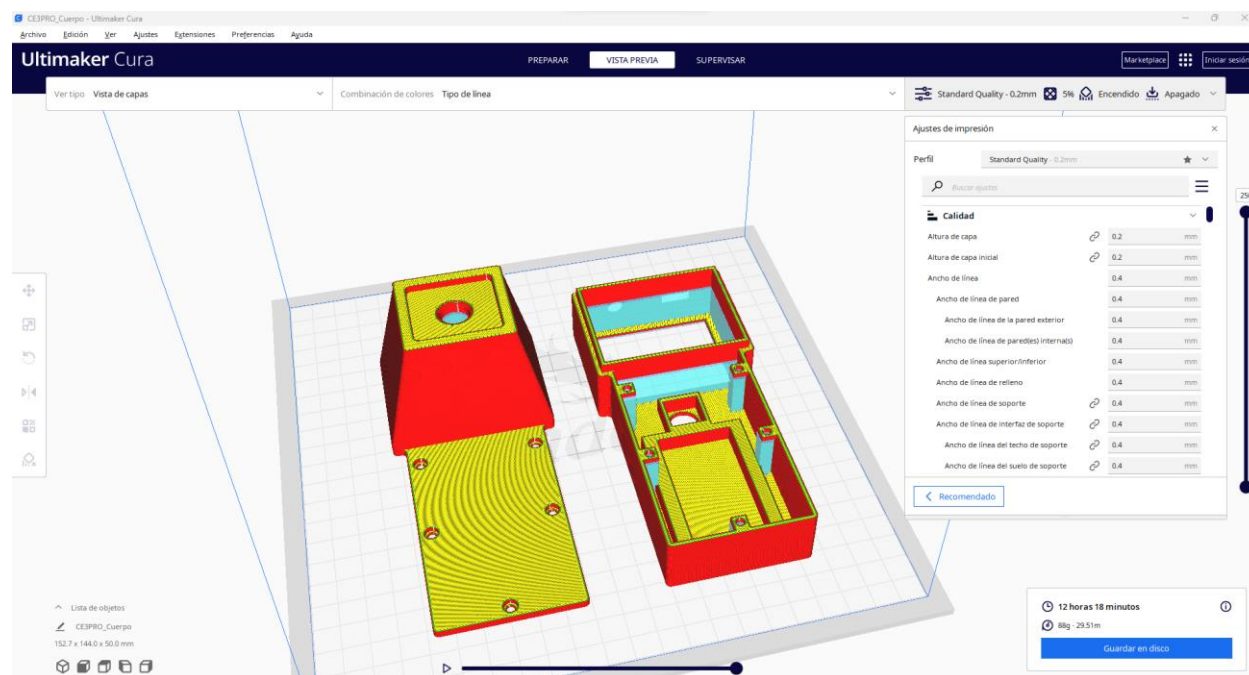 CE3PRO_Cuerpo - Ultimaker Cura
Archivo Edición Ver Ajustes Extensiones Preferencias Ayuda
Ultimaker Cura PREPARAR VISTA PREVIA SUPERVISAR Marketplace Iniciar sesión
Ver tipo Vista de capas Combinación de colores Tipo de línea Standard Quality - 0.2mm 5% Encendido Apagado
Ajustes de impresión
Perfil Standard Quality - 0.2mm
Buscar ajustes
Calidad
Altura de capa 0.2 mm
Altura de capa inicial 0.2 mm
Ancho de línea 0.4 mm
Ancho de línea de pared 0.4 mm
Ancho de línea de la pared exterior 0.4 mm
Ancho de línea de pared(es) interna(s) 0.4 mm
Ancho de línea superior/inferior 0.4 mm
Ancho de línea de relleno 0.4 mm
Ancho de línea de soporte 0.4 mm
Ancho de línea de interfaz de soporte 0.4 mm
Ancho de línea del techo de soporte 0.4 mm
Ancho de línea del suelo de soporte 0.4 mm
Recomendado
Lista de objetos
CE3PRO_Cuerpo
152.7 x 144.0 x 50.0 mm
12 horas 18 minutos
88g · 29.51m
Guardar en disco